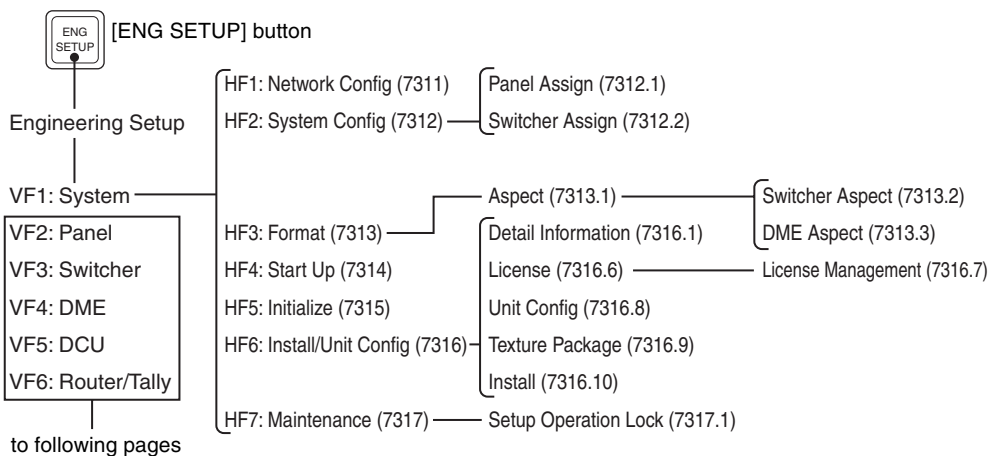 ENG
SETUP
[ENG SETUP] button
Engineering Setup
VF1: System
VF2: Panel
VF3: Switcher
VF4: DME
VF5: DCU
VF6: Router/Tally
to following pages
HF1: Network Config (7311)
HF2: System Config (7312)
HF3: Format (7313)
HF4: Start Up (7314)
HF5: Initialize (7315)
HF6: Install/Unit Config (7316)
HF7: Maintenance (7317)
Panel Assign (7312.1)
Switcher Assign (7312.2)
Aspect (7313.1)
Detail Information (7316.1)
License (7316.6)
Unit Config (7316.8)
Texture Package (7316.9)
Install (7316.10)
Setup Operation Lock (7317.1)
Switcher Aspect (7313.2)
DME Aspect (7313.3)
License Management (7316.7)